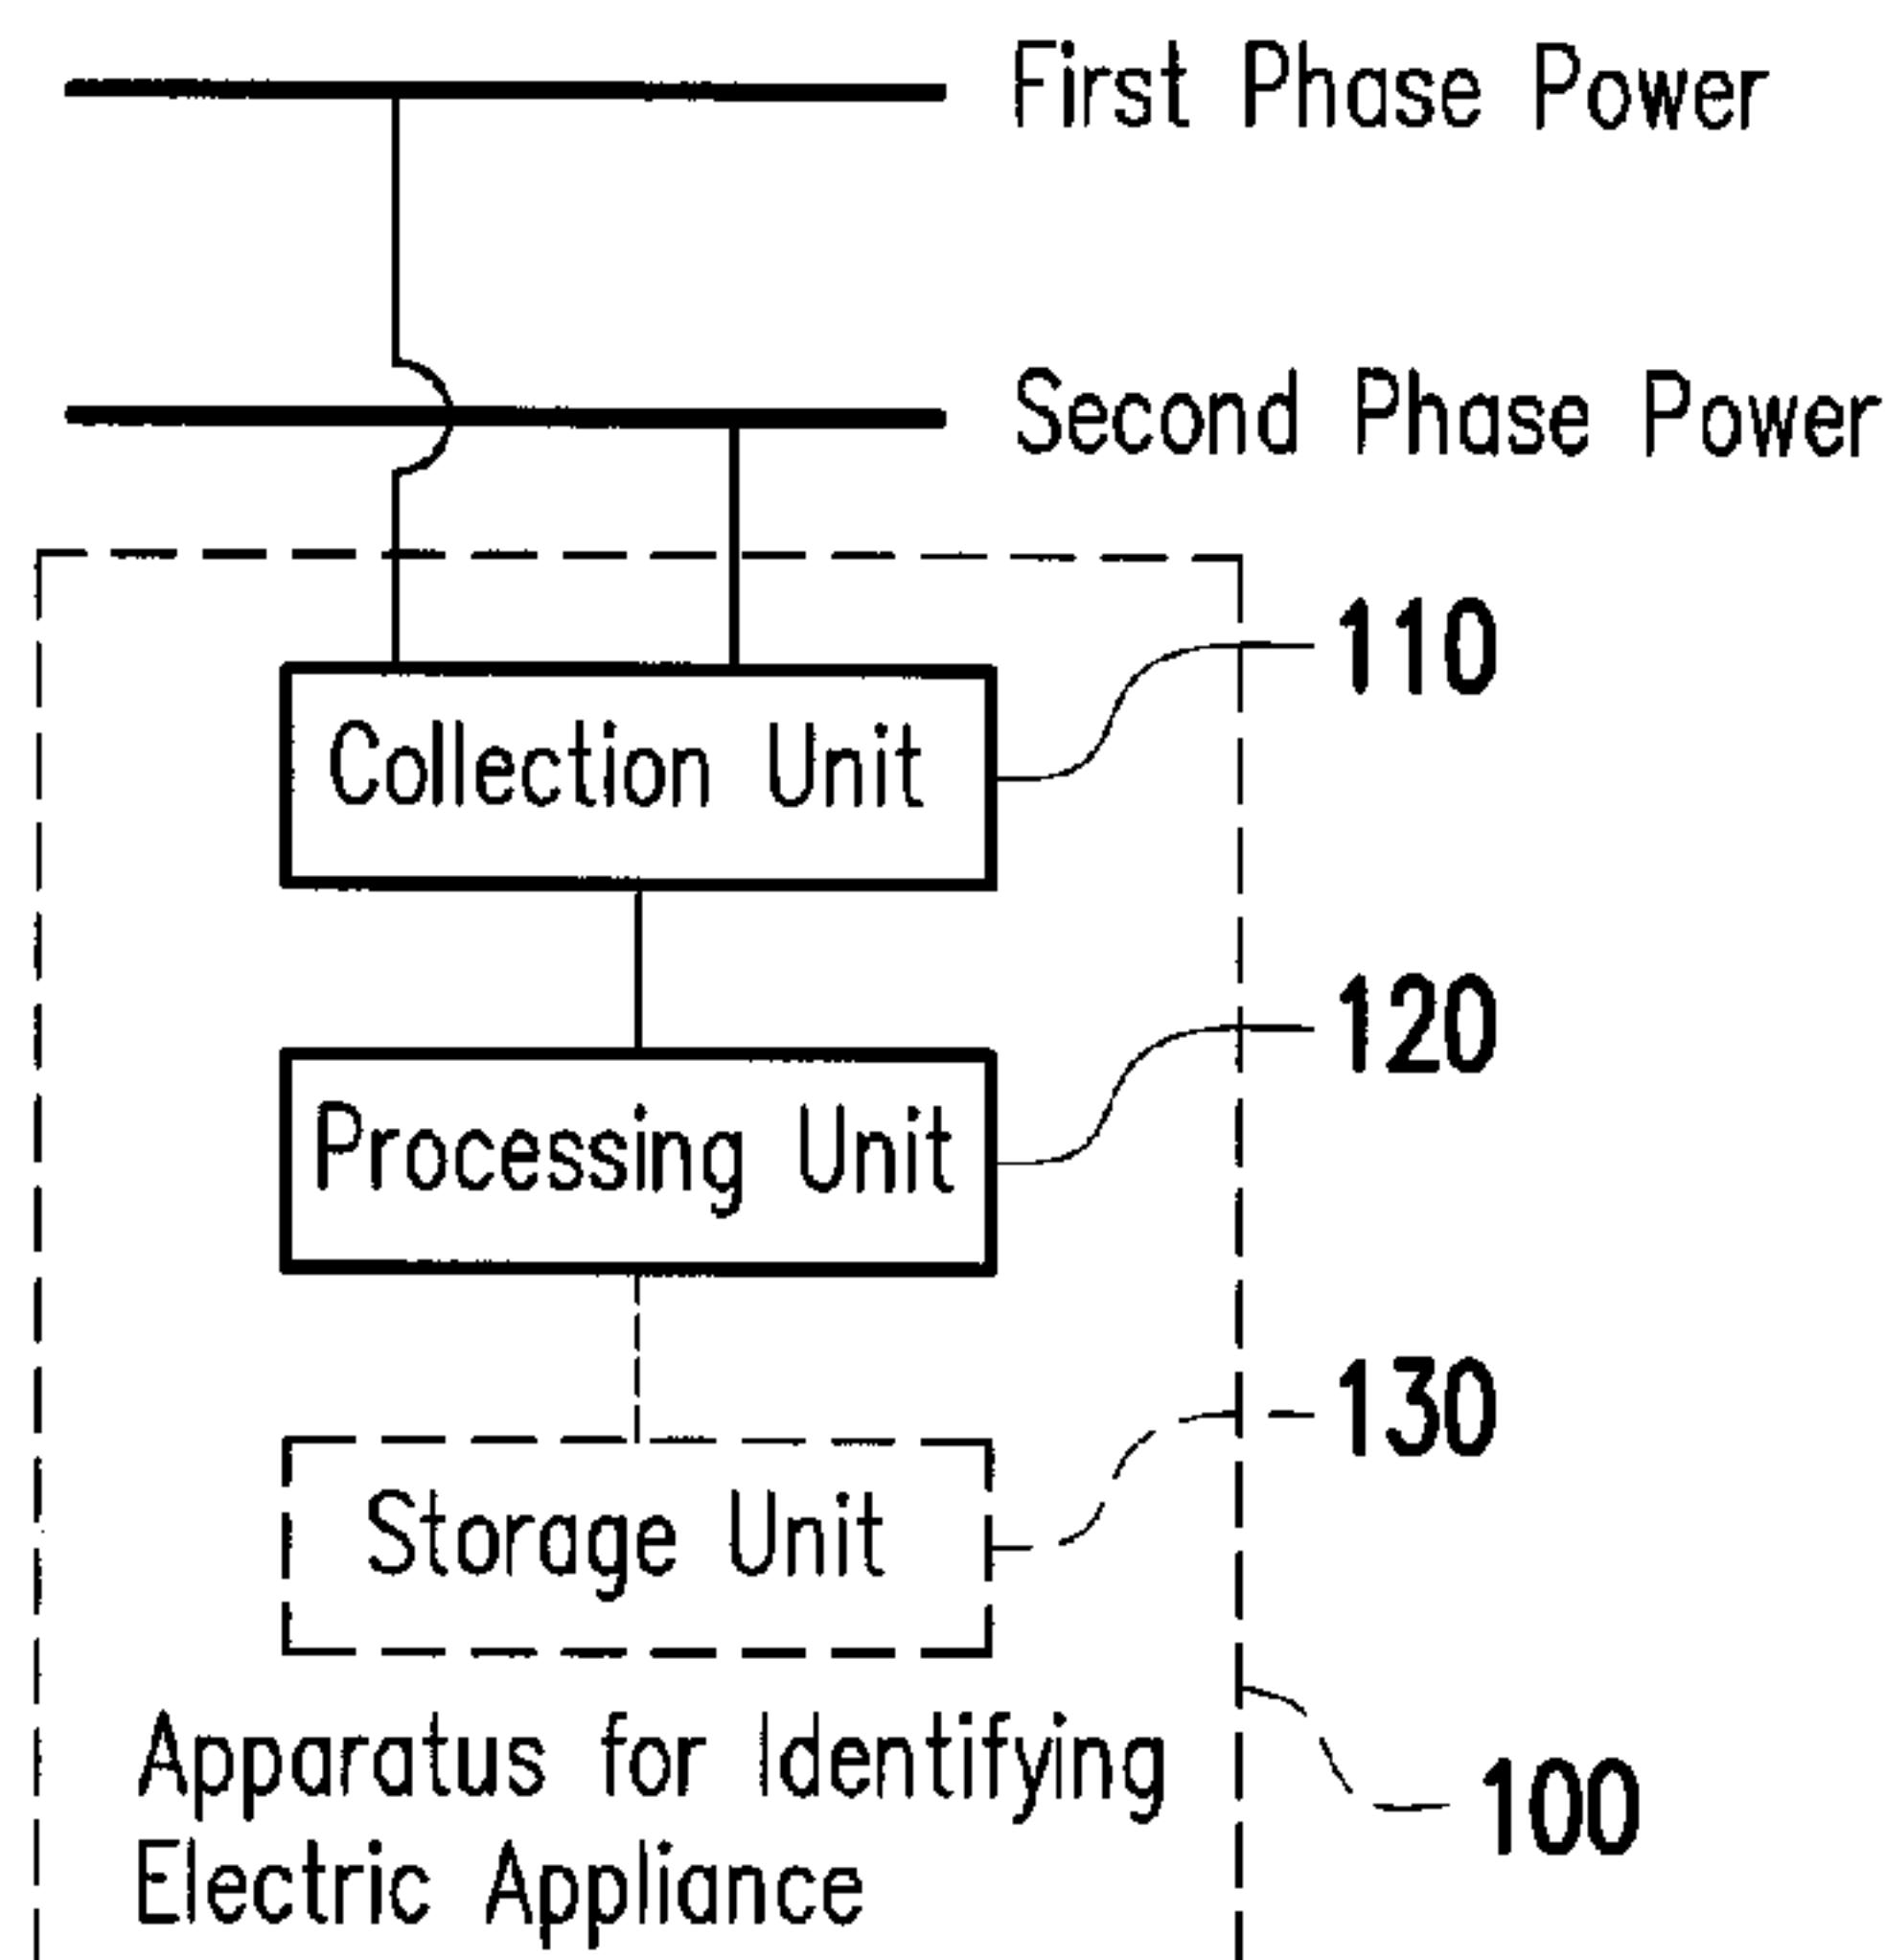 First Phase Power
Second Phase Power
110
Collection Unit
120
Processing Unit
130
Storage Unit
Apparatus for Identifying
100
Electric Appliance